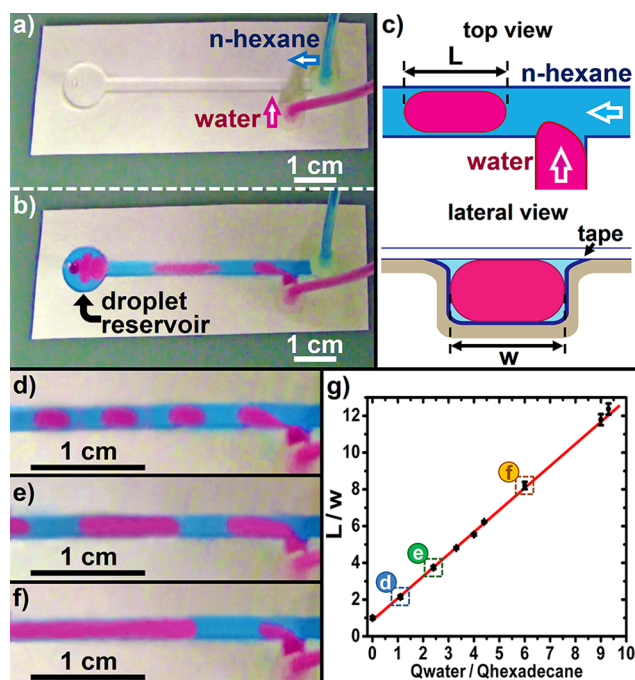 a)
n-hexane
water
1 cm
b)
droplet
reservoir
1 cm
c) top view
L
n-hexane
water
lateral view
tape
w
d)
1 cm
e)
1 cm
f)
1 cm
g)
L / w
12
10
8
6
4
2
0
f
e
d
0 1 2 3 4 5 6 7 8 9 10
Qwater / Qhexadecane